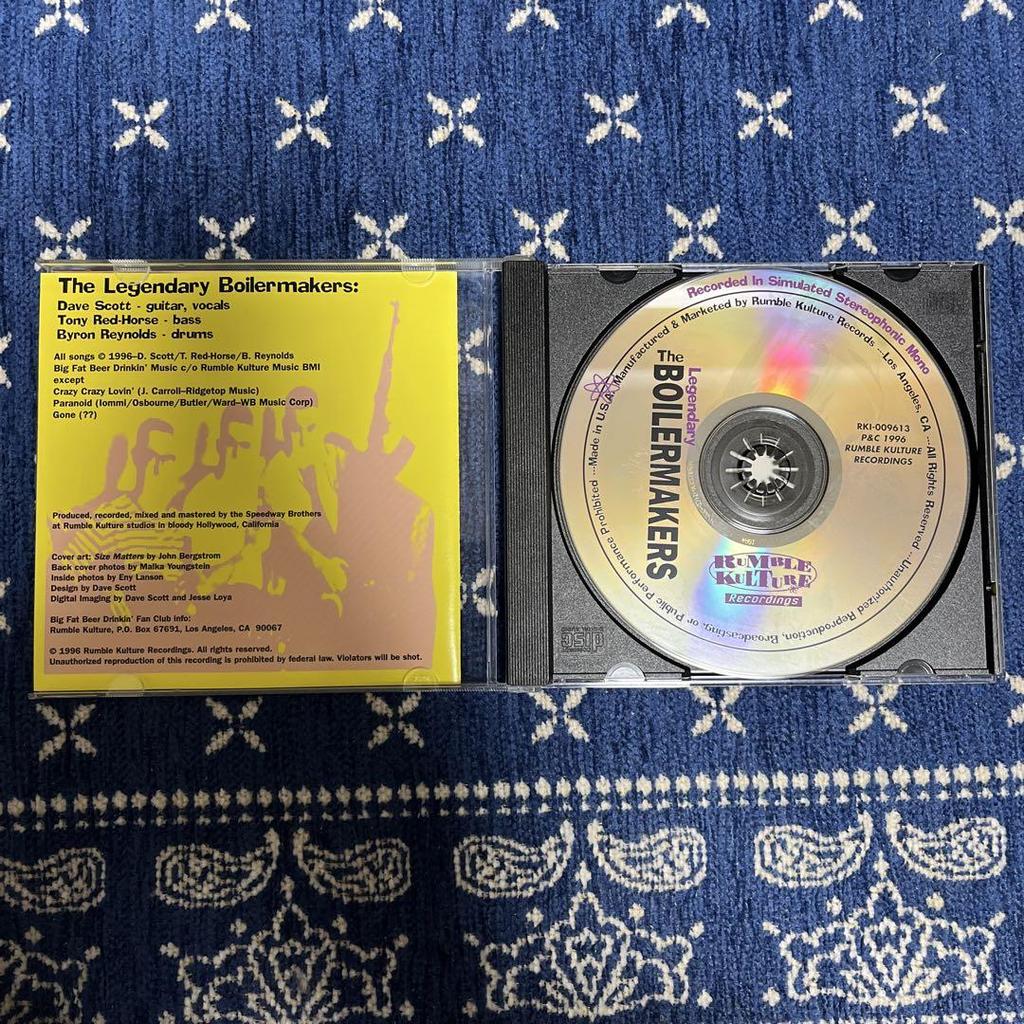 The Legendary Boilermakers:
Dave Scott - guitar, vocals
Tony Red-Horse - bass
Byron Reynolds - drums
All songs © 1996–D. Scott/T. Red-Horse/B. Reynolds
Big Fat Beer Drinkin' Music c/o Rumble Kulture Music BMI
except
Crazy Crazy Lovin' (J. Carroll–Ridgetop Music)
Paranoid (Iommi/Osbourne/Butler/Ward–WB Music Corp)
Gone (??)
Produced, recorded, mixed and mastered by the Speedway Brothers
at Rumble Kulture studios in bloody Hollywood, California
Cover art: Size Matters by John Bergstrom
Back cover photos by Malka Youngstein
Inside photos by Eny Lanson
Design by Dave Scott
Digital Imaging by Dave Scott and Jesse Loya
Big Fat Beer Drinkin' Fan Club info:
Rumble Kulture, P.O. Box 67691, Los Angeles, CA 90067
© 1996 Rumble Kulture Recordings. All rights reserved.
Unauthorized reproduction of this recording is prohibited by federal law. Violators will be shot.
Recorded In Simulated Stereophonic Mono
Manufactured & Marketed by Rumble Kulture Records ...Los Angeles, CA ...All Rights Reserved ...Unauthorized Reproduction, Broadcasting, or Public Performance Prohibited ...Made in U.S.A.
The
Legendary
BOILERMAKERS
RKI-009613
P&C 1996
RUMBLE KULTURE
RECORDINGS
RUMBLE
KULTURE
Recordings
disc